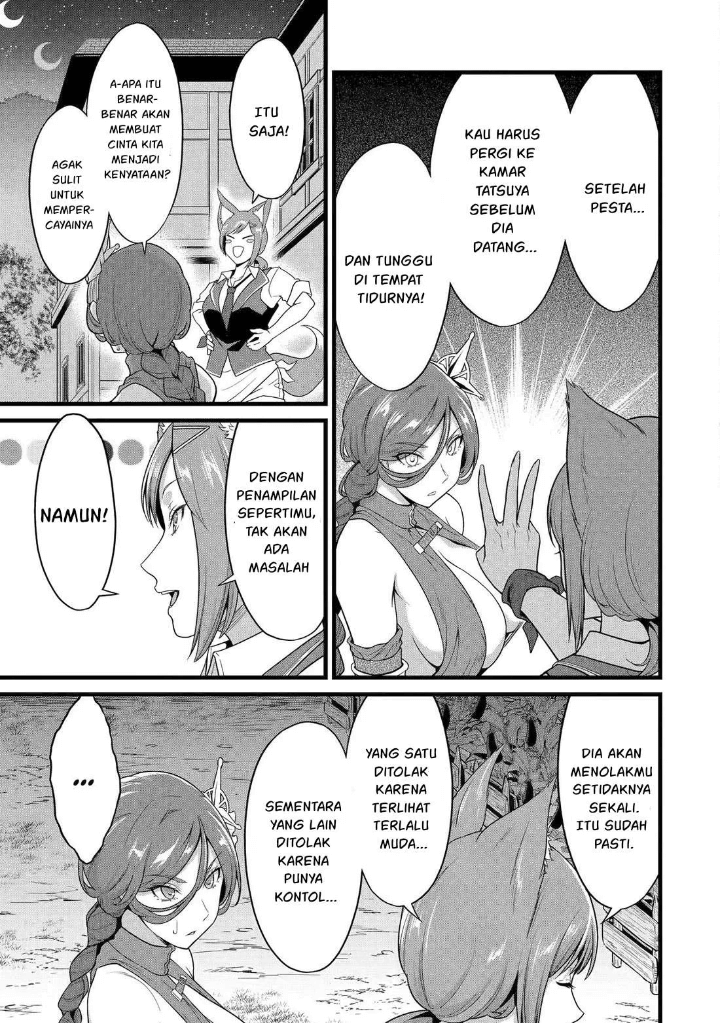 SETELAH
PESTA...
KAU HARUS
PERGI KE
KAMAR
TATSUYA
SEBELUM
DIA
DATANG...
DAN TUNGGU
DI TEMPAT
TIDURNYA!
ITU
SAJA!
A-APA ITU
BENAR-
BENAR AKAN
MEMBUAT
CINTA KITA
MENJADI
KENYATAAN?
AGAK
SULIT
UNTUK
MEMPER-
CAYAINYA
DENGAN
PENAMPILAN
SEPERTIMU,
TAK AKAN
ADA
MASALAH
NAMUN!
DIA AKAN
MENOLAKMU
SETIDAKNYA
SEKALI.
ITU SUDAH
PASTI.
YANG SATU
DITOLAK
KARENA
TERLIHAT
TERLALU
MUDA...
SEMENTARA
YANG LAIN
DITOLAK
KARENA
PUNYA
KONTOL...
...